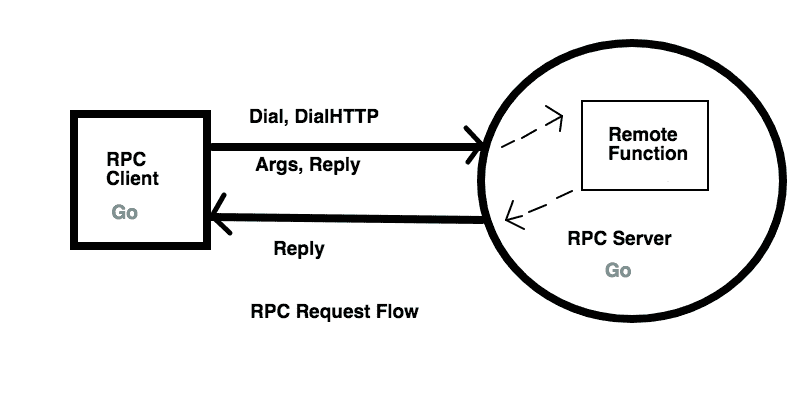 Dial, DialHTTP
Args, Reply
RPC
Client
Go
Reply
Remote
Function
RPC Server
Go
RPC Request Flow